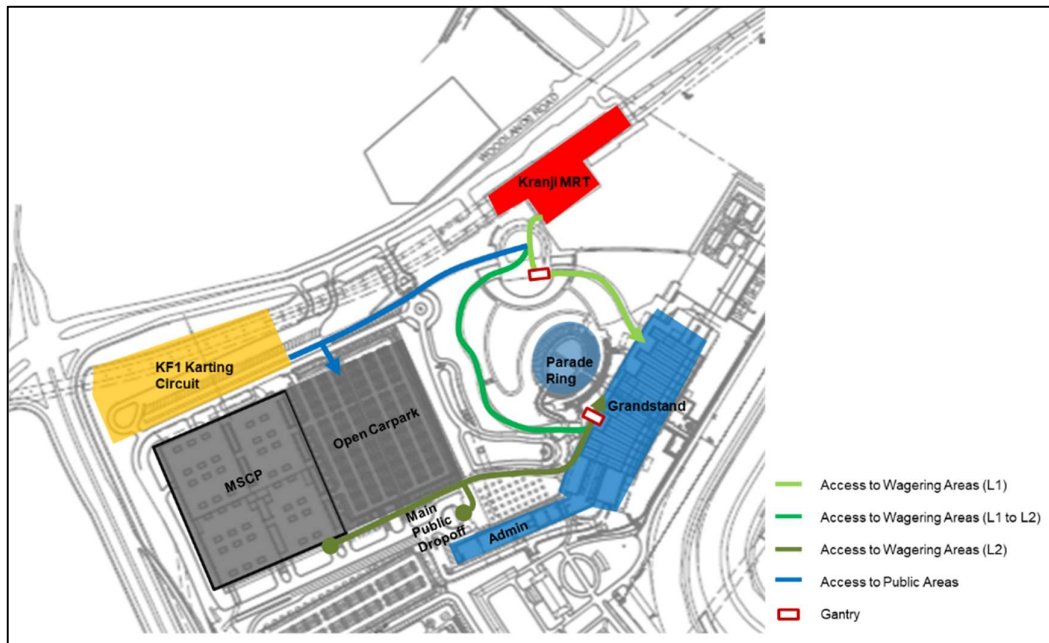 WOODLANDS ROAD
Kranji MRT
KF1 Karting
Circuit
Parade
Ring
Grandstand
Open Carpark
MSCP
Main
Public
Dropoff
Admin
Access to Wagering Areas (L1)
Access to Wagering Areas (L1 to L2)
Access to Wagering Areas (L2)
Access to Public Areas
Gantry